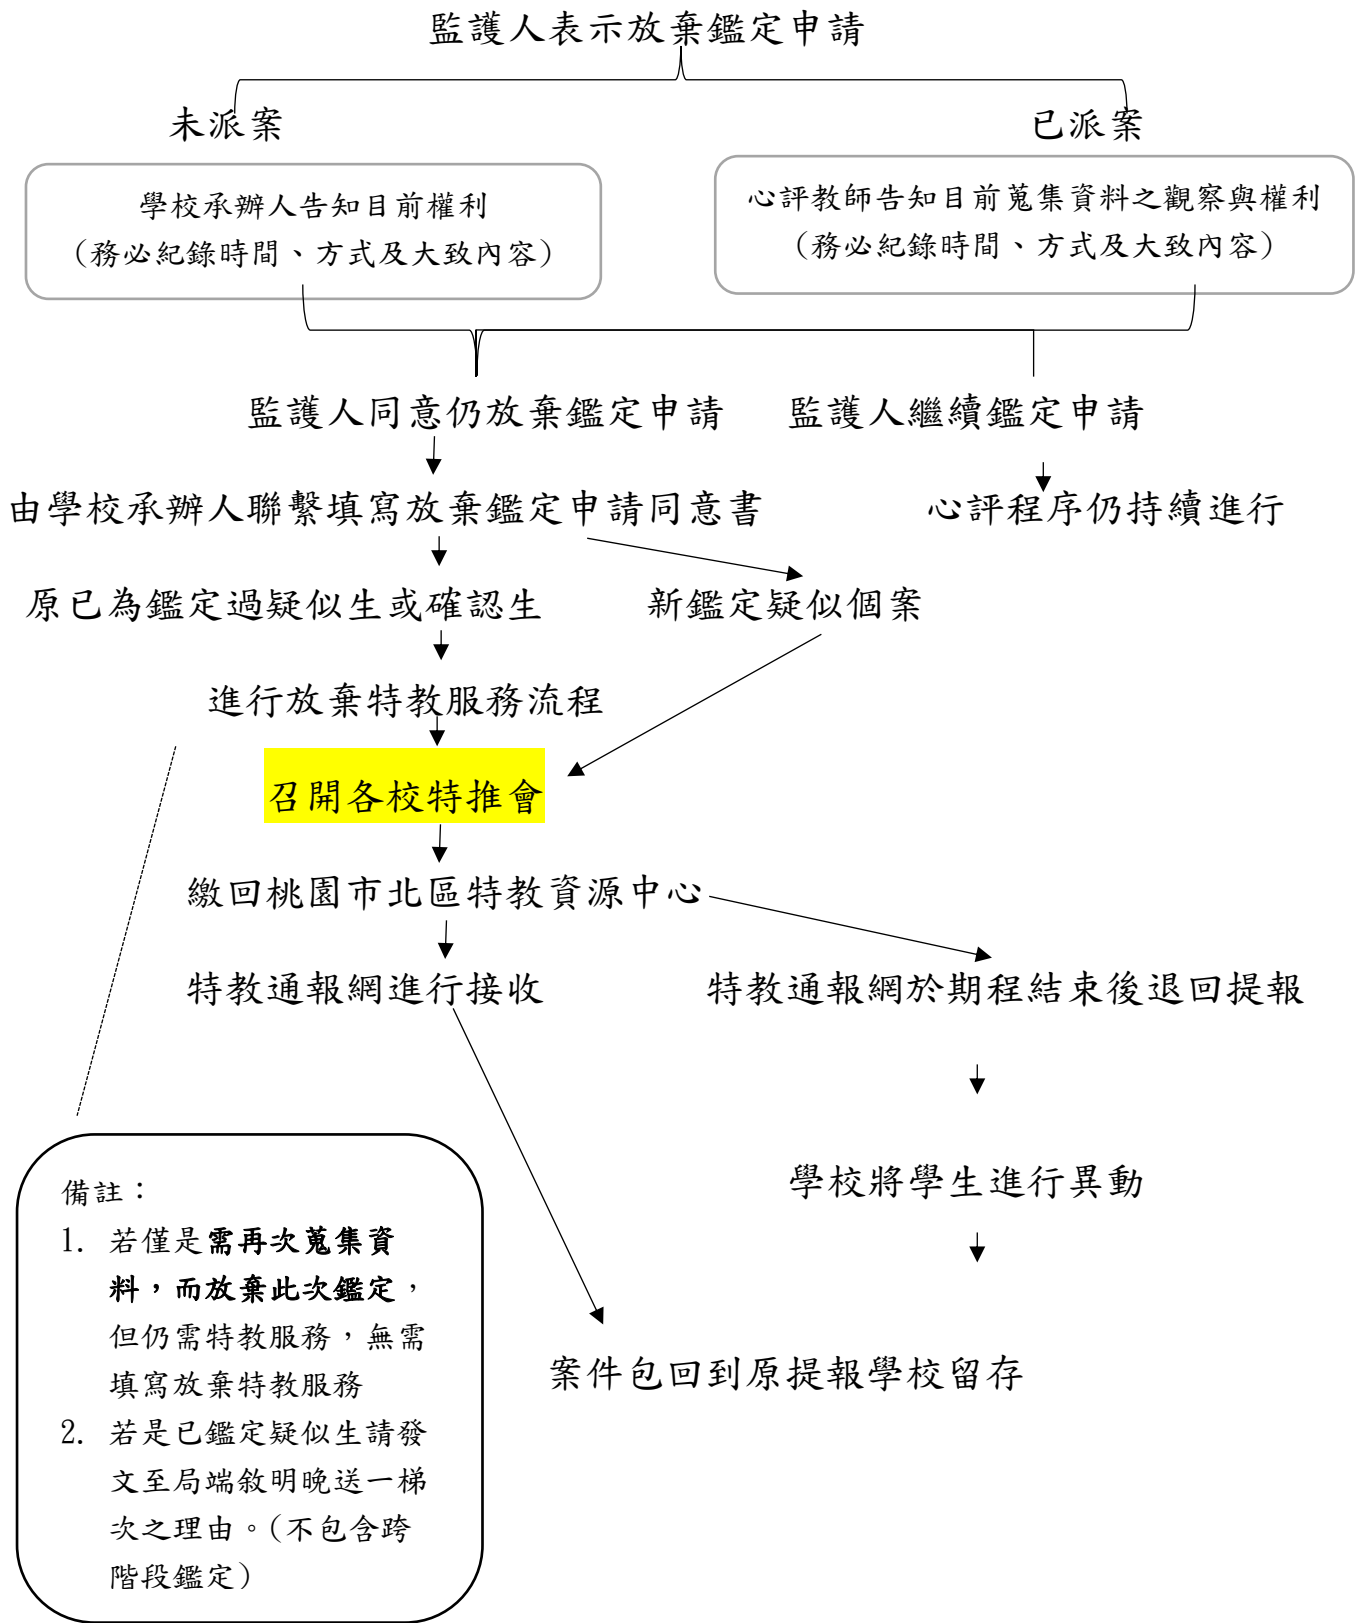 監護人表示放棄鑑定申請
未派案
已派案
學校承辦人告知目前權利
(務必紀錄時間、方式及大致內容)
心評教師告知目前蒐集資料之觀察與權利
(務必紀錄時間、方式及大致內容)
監護人同意仍放棄鑑定申請
監護人繼續鑑定申請
由學校承辦人聯繫填寫放棄鑑定申請同意書
心評程序仍持續進行
原已為鑑定過疑似生或確認生
新鑑定疑似個案
進行放棄特教服務流程
召開各校特推會
繳回桃園市北區特教資源中心
特教通報網進行接收
特教通報網於期程結束後退回提報
學校將學生進行異動
案件包回到原提報學校留存
備註：
1. 若僅是需再次蒐集資
料，而放棄此次鑑定，
但仍需特教服務，無需
填寫放棄特教服務
2. 若是已鑑定疑似生請發
文至局端敘明晚送一梯
次之理由。(不包含跨
階段鑑定)